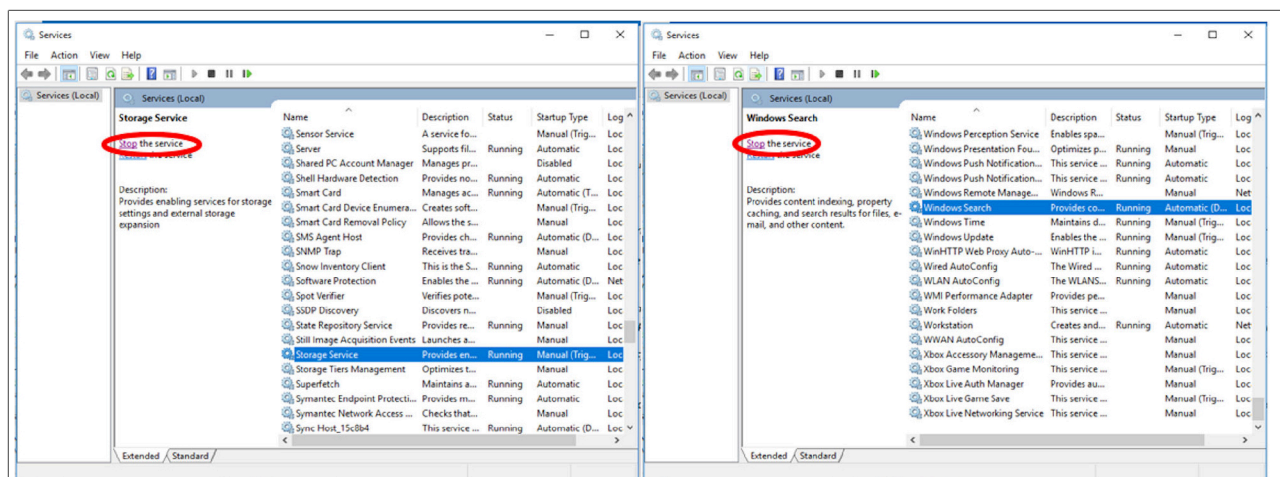 Services
File Action View Help
Services (Local)
Services (Local)
Storage Service
Stop the service
Restart the service
Description:
Provides enabling services for storage
settings and external storage
expansion
Name Description Status Startup Type Log
Sensor Service A service fo... Manual (Trig... Loc
Server Supports fil... Running Automatic Loc
Shared PC Account Manager Manages pr... Disabled Loc
Shell Hardware Detection Provides no... Running Automatic Loc
Smart Card Manages ac... Running Automatic (T... Loc
Smart Card Device Enumera... Creates soft... Manual (Trig... Loc
Smart Card Removal Policy Allows the s... Manual Loc
SMS Agent Host Provides ch... Running Automatic (D... Loc
SNMP Trap Receives tra... Manual Loc
Snow Inventory Client This is the S... Running Automatic Loc
Software Protection Enables the ... Running Automatic (D... Net
Spot Verifier Verifies pote... Manual (Trig... Loc
SSDP Discovery Discovers n... Disabled Loc
State Repository Service Provides re... Running Manual Loc
Still Image Acquisition Events Launches a... Manual Loc
Storage Service Provides en... Running Manual (Trig... Loc
Storage Tiers Management Optimizes t... Manual Loc
Superfetch Maintains a... Running Automatic Loc
Symantec Endpoint Protecti... Provides m... Running Automatic Loc
Symantec Network Access ... Checks that... Manual Loc
Sync Host_15c8b4 This service ... Running Automatic (D... Loc
Extended Standard
Services
File Action View Help
Services (Local)
Services (Local)
Windows Search
Stop the service
Restart the service
Description:
Provides content indexing, property
caching, and search results for files, e-
mail, and other content.
Name Description Status Startup Type Log
Windows Perception Service Enables spa... Manual (Trig... Loc
Windows Presentation Fou... Optimizes p... Running Manual Loc
Windows Push Notification... This service ... Running Automatic Loc
Windows Push Notification... This service ... Running Automatic Loc
Windows Remote Manage... Windows R... Manual Net
Windows Search Provides co... Running Automatic (D... Loc
Windows Time Maintains d... Running Manual (Trig... Loc
Windows Update Enables the ... Running Manual (Trig... Loc
WinHTTP Web Proxy Auto-... WinHTTP i... Running Manual Loc
Wired AutoConfig The Wired ... Running Automatic Loc
WLAN AutoConfig The WLANS... Running Automatic Loc
WMI Performance Adapter Provides pe... Manual Loc
Work Folders This service ... Manual Loc
Workstation Creates and... Running Automatic Net
WWAN AutoConfig This service ... Manual Loc
Xbox Accessory Manageme... This service ... Manual (Trig... Loc
Xbox Game Monitoring This service ... Manual (Trig... Loc
Xbox Live Auth Manager Provides au... Manual Loc
Xbox Live Game Save This service ... Manual (Trig... Loc
Xbox Live Networking Service This service ... Manual Loc
Extended Standard